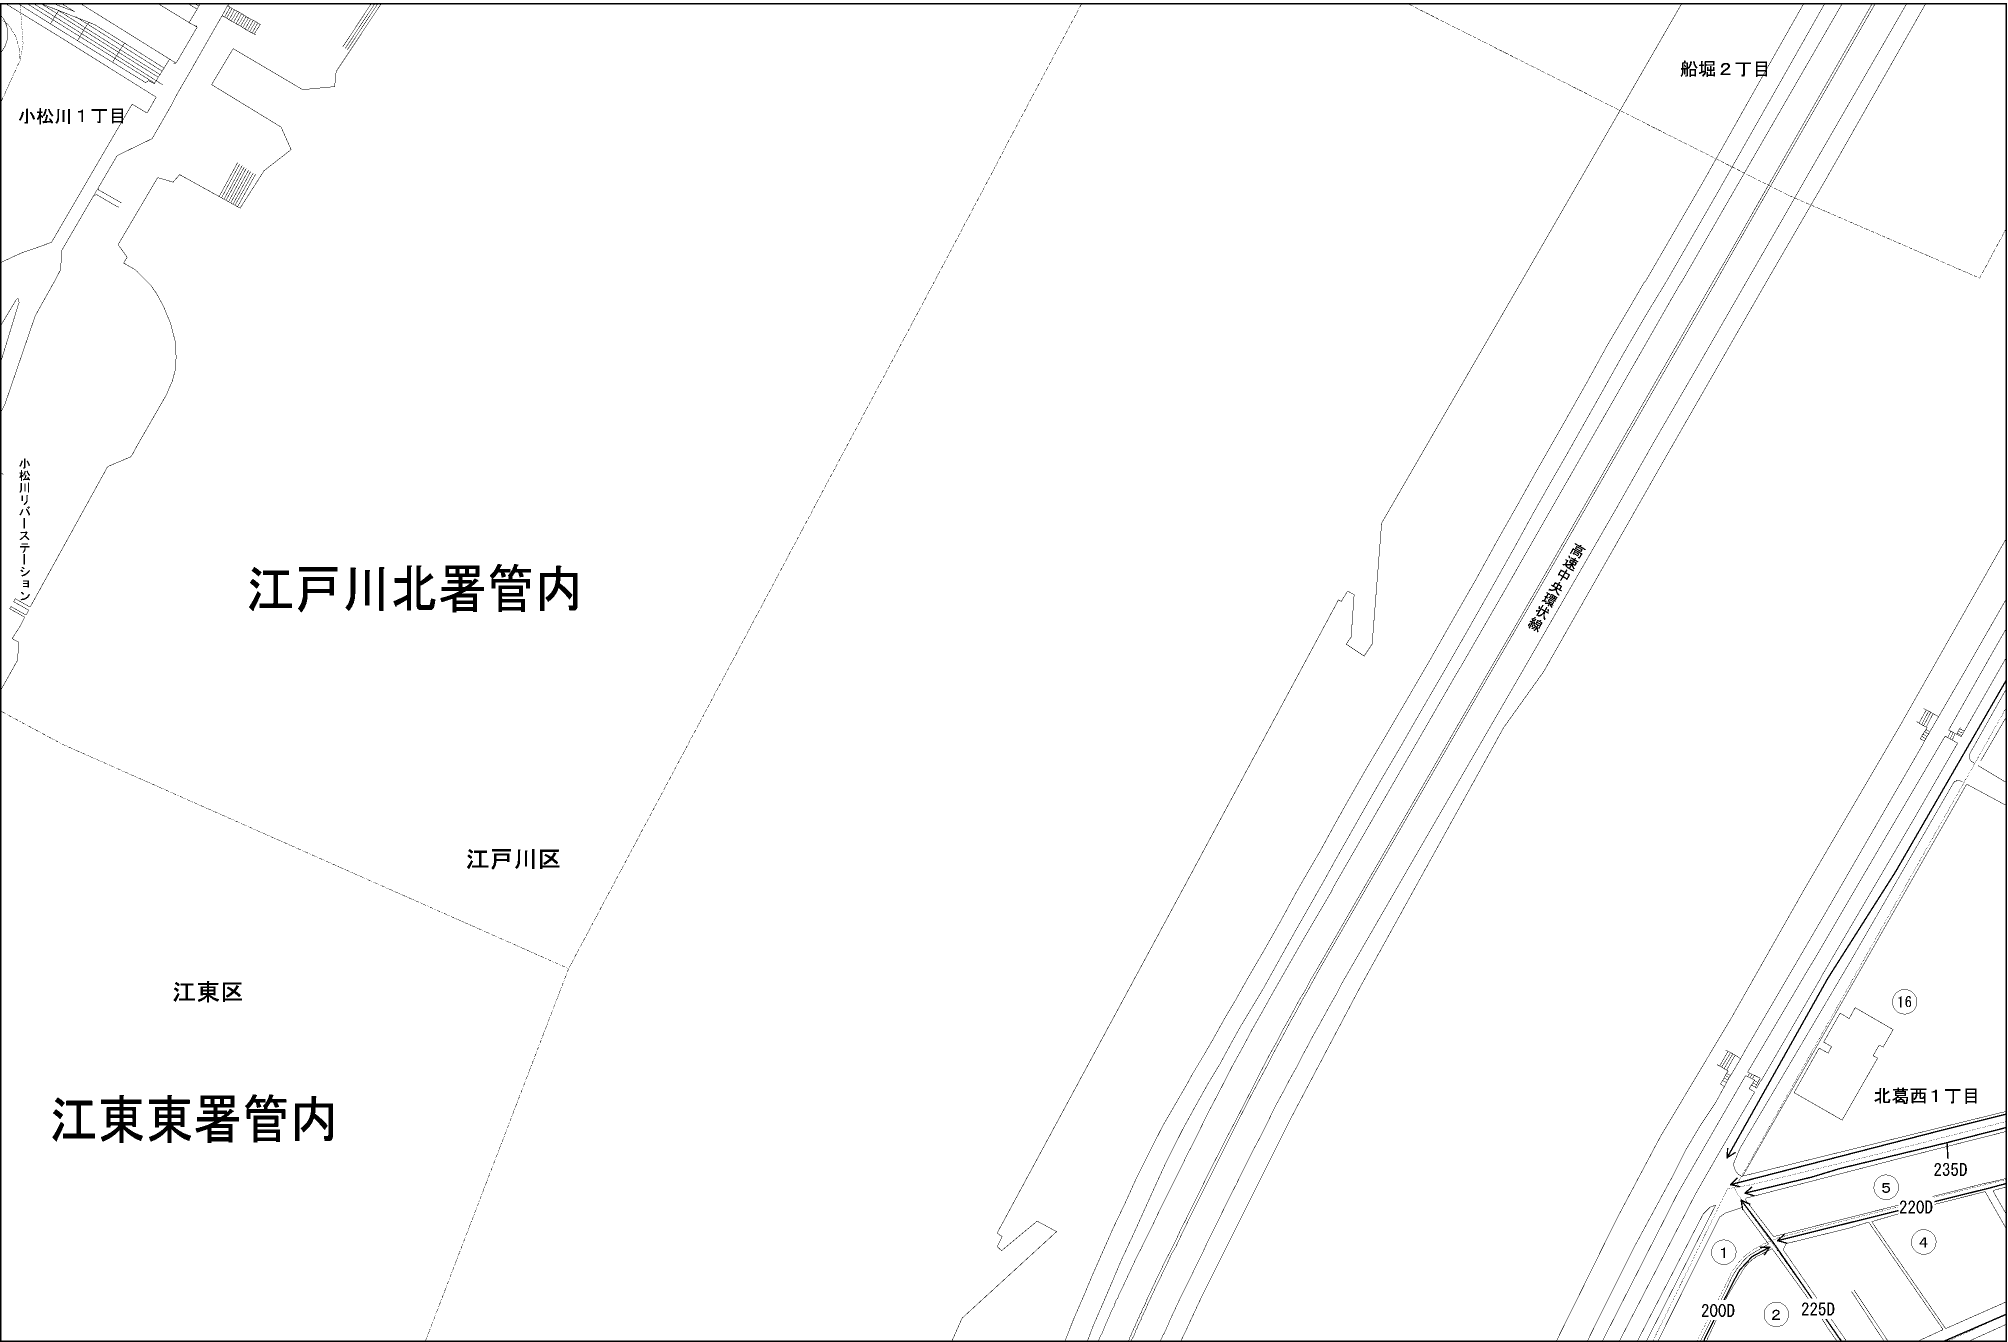 船堀２丁目
小松川１丁目
小松川リバーステーション
江戸川北署管内
高速中央環状線
江戸川区
江東区
16
北葛西１丁目
江東東署管内
235D
5
220D
4
1
200D
2
225D